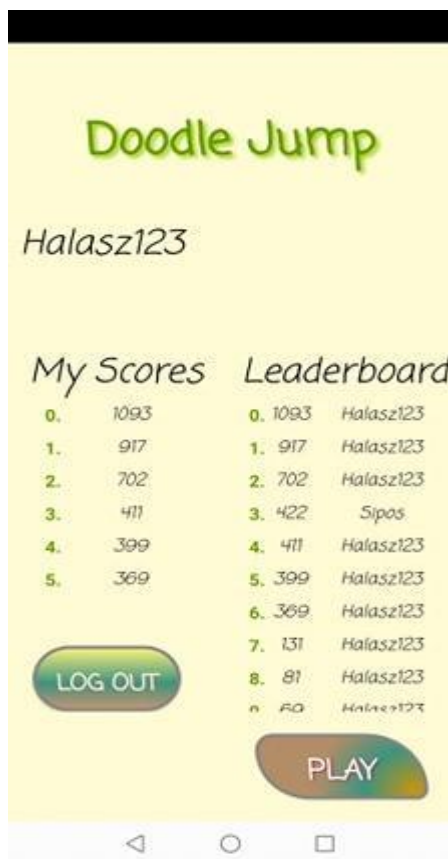 Doodle Jump
Halasz123
My Scores
0. 1093
1. 917
2. 702
3. 411
4. 399
5. 369
LOG OUT
Leaderboard
0. 1093 Halasz123
1. 917 Halasz123
2. 702 Halasz123
3. 422 Sipos
4. 411 Halasz123
5. 399 Halasz123
6. 369 Halasz123
7. 131 Halasz123
8. 81 Halasz123
69 Halasz123
PLAY